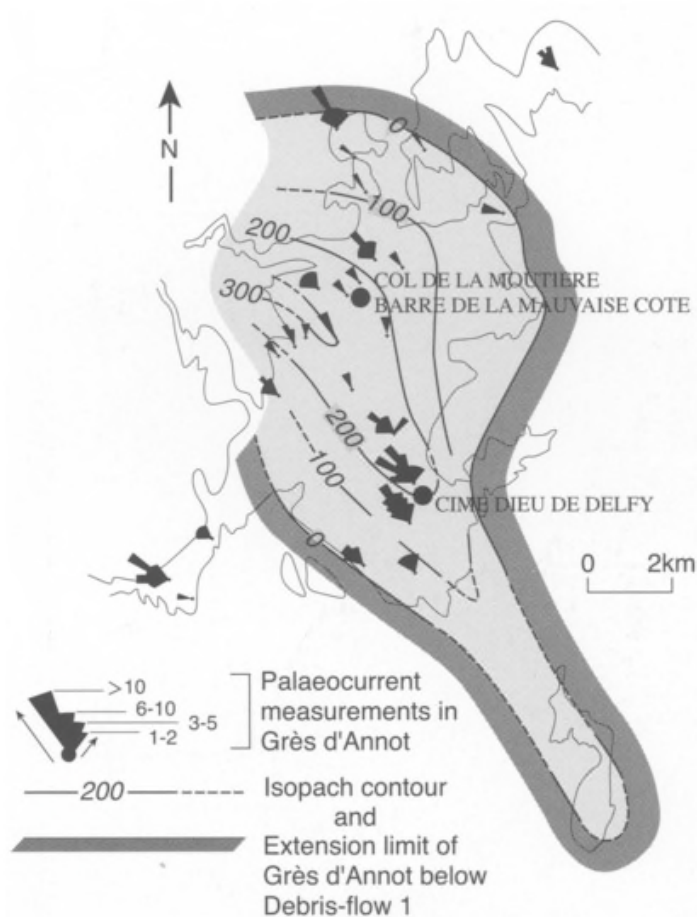 N
0
100
200
300
COL DE LA MOUTIERE
BARRE DE LA MAUVAISE COTE
200
100
CIME DIEU DE DELFY
0
0 2km
>10
6-10
3-5
1-2
Palaeocurrent
measurements in
Grès d'Annot
200
Isopach contour
and
Extension limit of
Grès d'Annot below
Debris-flow 1